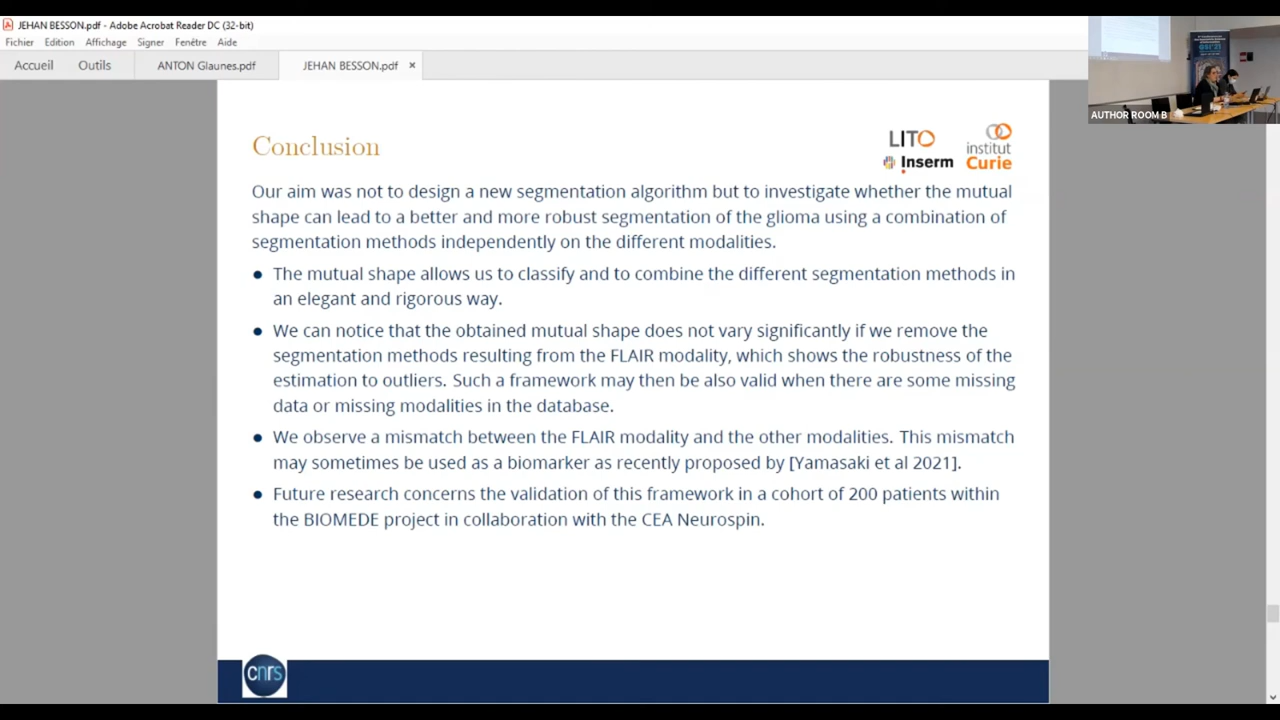 JEHAN BESSON.pdf - Adobe Acrobat Reader DC (32-bit)
Fichier Edition Affichage Signer Fenêtre Aide
Accueil Outils ANTON Glaunes.pdf JEHAN BESSON.pdf ×
GSI'21
AUTHOR ROOM B
Conclusion
LITO
Inserm
institut
Curie
Our aim was not to design a new segmentation algorithm but to investigate whether the mutual
shape can lead to a better and more robust segmentation of the glioma using a combination of
segmentation methods independently on the different modalities.
• The mutual shape allows us to classify and to combine the different segmentation methods in
an elegant and rigorous way.
• We can notice that the obtained mutual shape does not vary significantly if we remove the
segmentation methods resulting from the FLAIR modality, which shows the robustness of the
estimation to outliers. Such a framework may then be also valid when there are some missing
data or missing modalities in the database.
• We observe a mismatch between the FLAIR modality and the other modalities. This mismatch
may sometimes be used as a biomarker as recently proposed by [Yamasaki et al 2021].
• Future research concerns the validation of this framework in a cohort of 200 patients within
the BIOMEDE project in collaboration with the CEA Neurospin.
cnrs